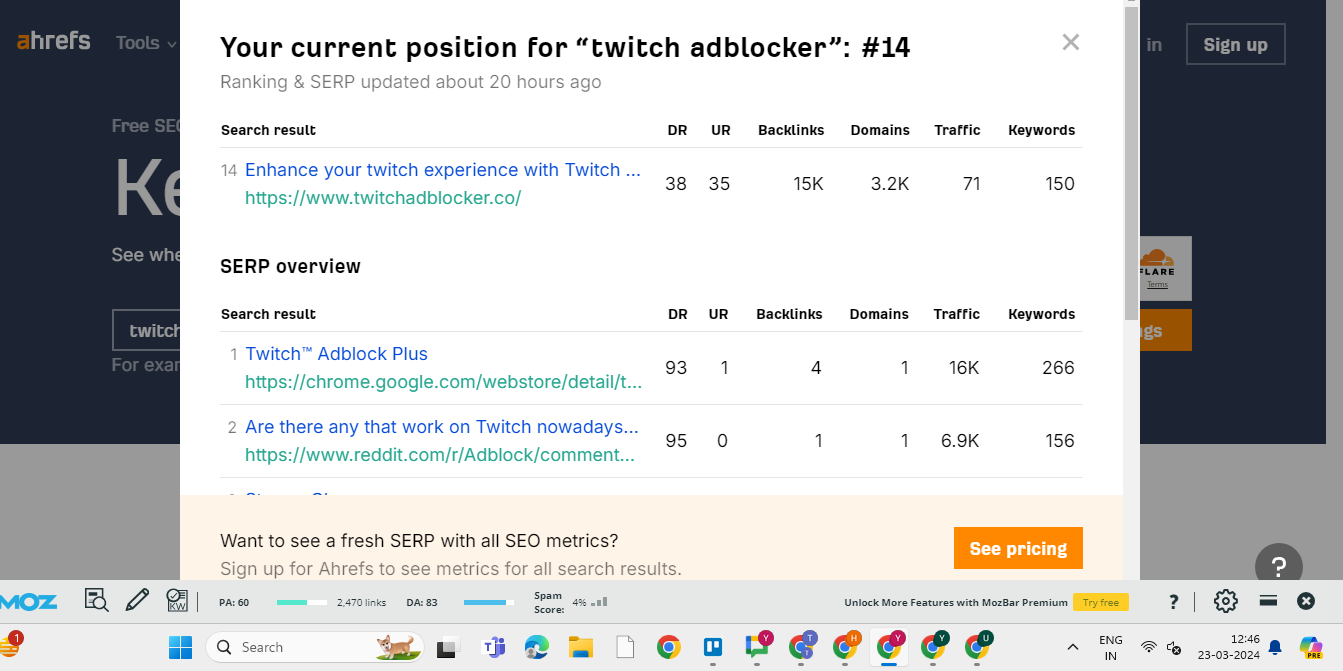 ahrefs
Tools
in
Sign up
Your current position for “twitch adblocker”: #14
Ranking & SERP updated about 20 hours ago
Search result DR UR Backlinks Domains Traffic Keywords
14 Enhance your twitch experience with Twitch ...
https://www.twitchadblocker.co/
38 35 15K 3.2K 71 150
SERP overview
Search result DR UR Backlinks Domains Traffic Keywords
1 Twitch™ Adblock Plus
https://chrome.google.com/webstore/detail/t...
93 1 4 1 16K 266
2 Are there any that work on Twitch nowadays...
https://www.reddit.com/r/Adblock/comment...
95 0 1 1 6.9K 156
Want to see a fresh SERP with all SEO metrics?
Sign up for Ahrefs to see metrics for all search results.
See pricing
Free SEO
Ke
See whe
twitch
For exar
FLARE
Terms
gs
?
MOZ
KW
PA: 60
2,470 links
DA: 83
Spam
Score:
4%
Unlock More Features with MozBar Premium
Try free
?
1
Search
Y
T
H
Y
Y
U
ENG
IN
12:46
23-03-2024
PRE